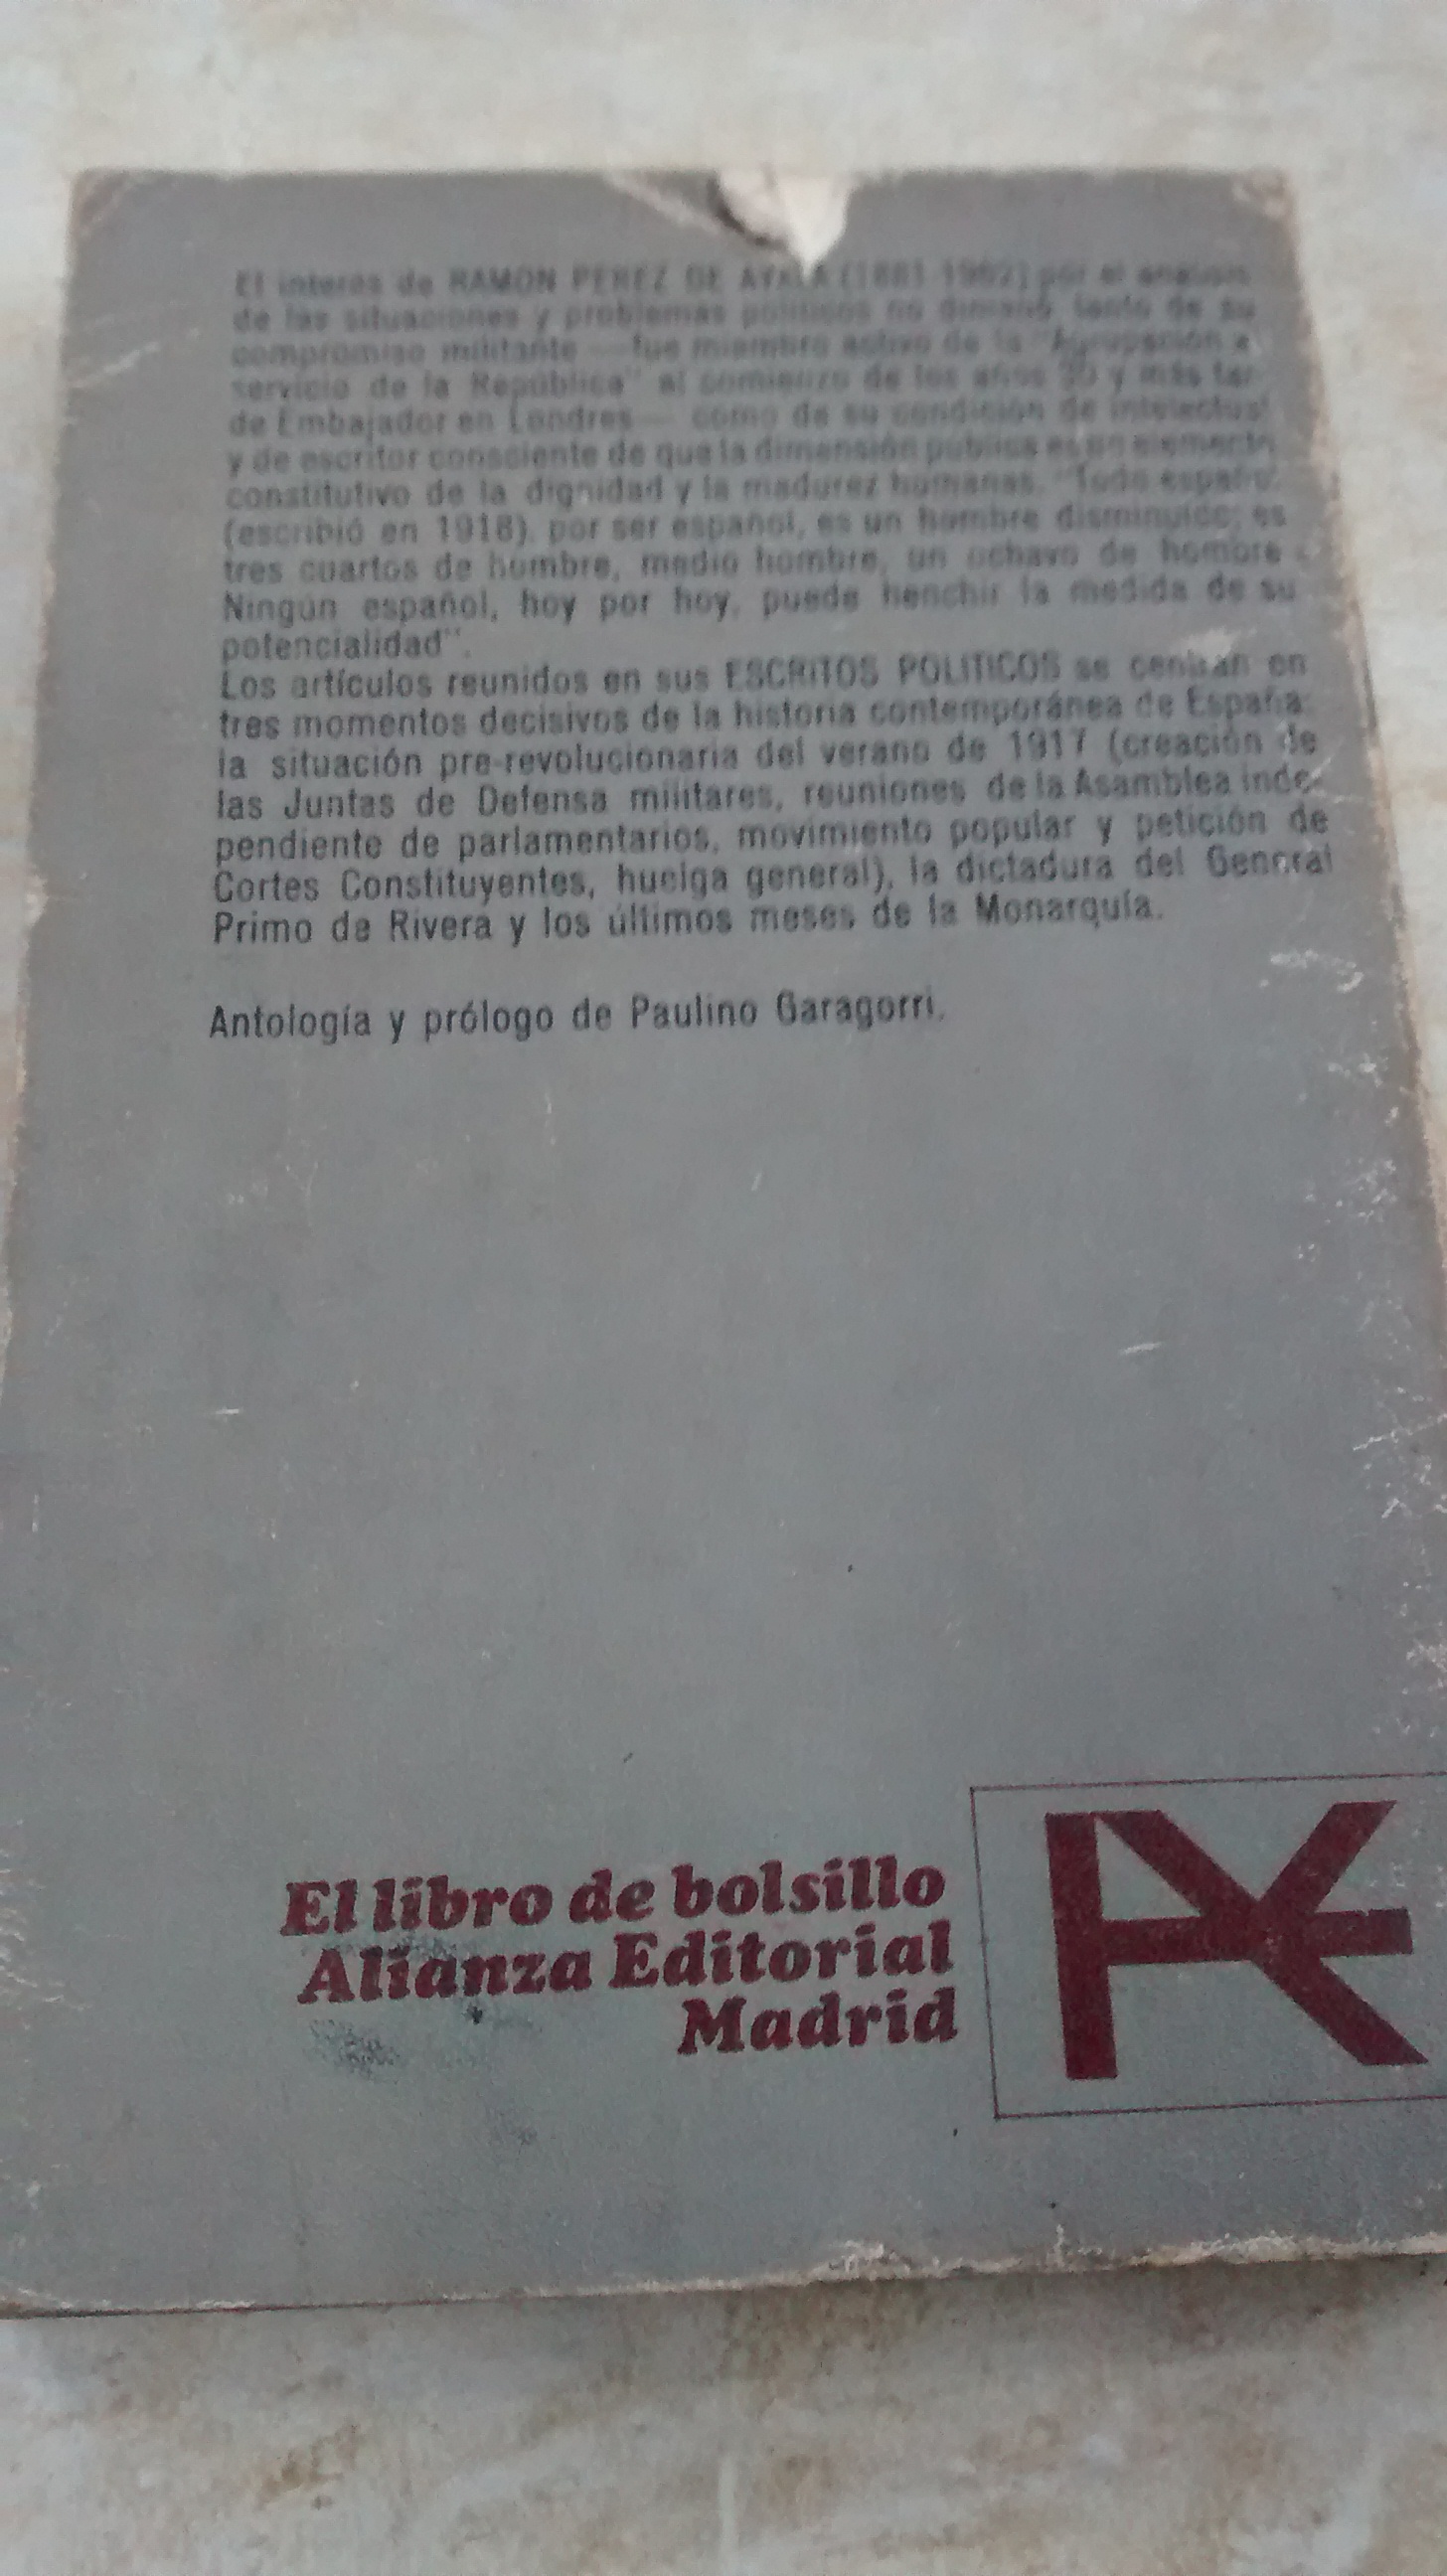 El interés de RAMON PEREZ DE AYALA (1881-1962) por el análisis
de las situaciones y problemas políticos no dimanó tanto de su
compromiso militante —fue miembro activo de la "Agrupación a
servicio de la República" al comienzo de los años 30 y más tar-
de Embajador en Londres— como de su condición de intelectual
y de escritor consciente de que la dimensión pública es un elemento
constitutivo de la dignidad y la madurez humanas. "Todo español
(escribió en 1918), por ser español, es un hombre disminuido; es
tres cuartos de hombre, medio hombre, un ochavo de hombre
Ningún español, hoy por hoy, puede henchir la medida de su
potencialidad".
Los artículos reunidos en sus ESCRITOS POLITICOS se centran en
tres momentos decisivos de la historia contemporánea de España:
la situación pre-revolucionaria del verano de 1917 (creación de
las Juntas de Defensa militares, reuniones de la Asamblea inde-
pendiente de parlamentarios, movimiento popular y petición de
Cortes Constituyentes, huelga general), la dictadura del General
Primo de Rivera y los últimos meses de la Monarquía.
Antología y prólogo de Paulino Garagorri.
El libro de bolsillo
Alianza Editorial
Madrid